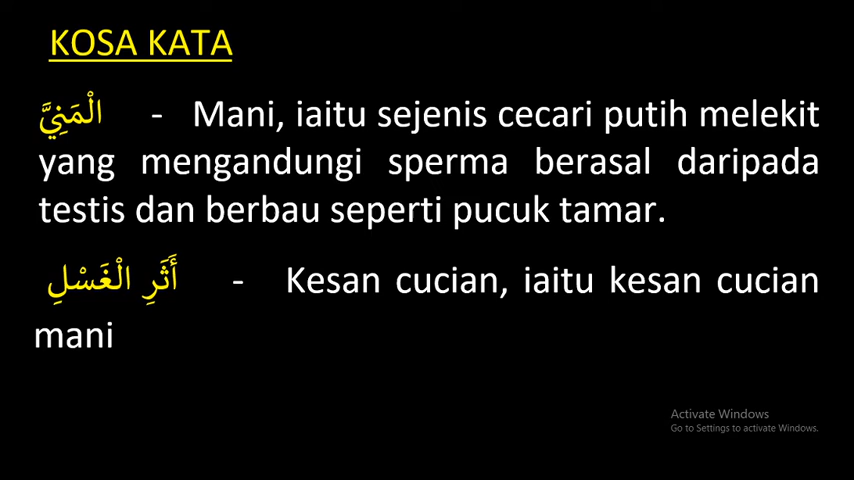 KOSA KATA
الْمَنِيَّ - Mani, iaitu sejenis cecari putih melekit
yang mengandungi sperma berasal daripada
testis dan berbau seperti pucuk tamar.
أَثَرِ الْغَسْلِ - Kesan cucian, iaitu kesan cucian
mani
Activate Windows
Go to Settings to activate Windows.